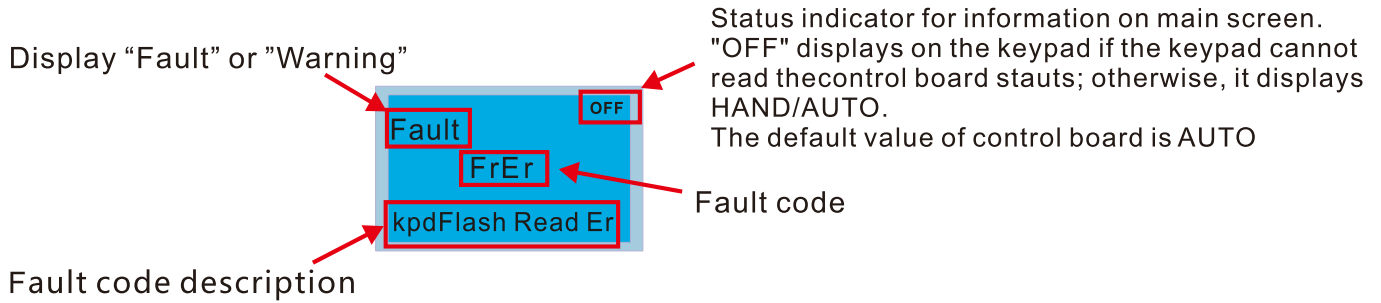 Status indicator for information on main screen.
"OFF" displays on the keypad if the keypad cannot
read thecontrol board stauts; otherwise, it displays
HAND/AUTO.
The default value of control board is AUTO
Display “Fault” or ”Warning”
OFF
Fault
FrEr
Fault code
kpdFlash Read Er
Fault code description